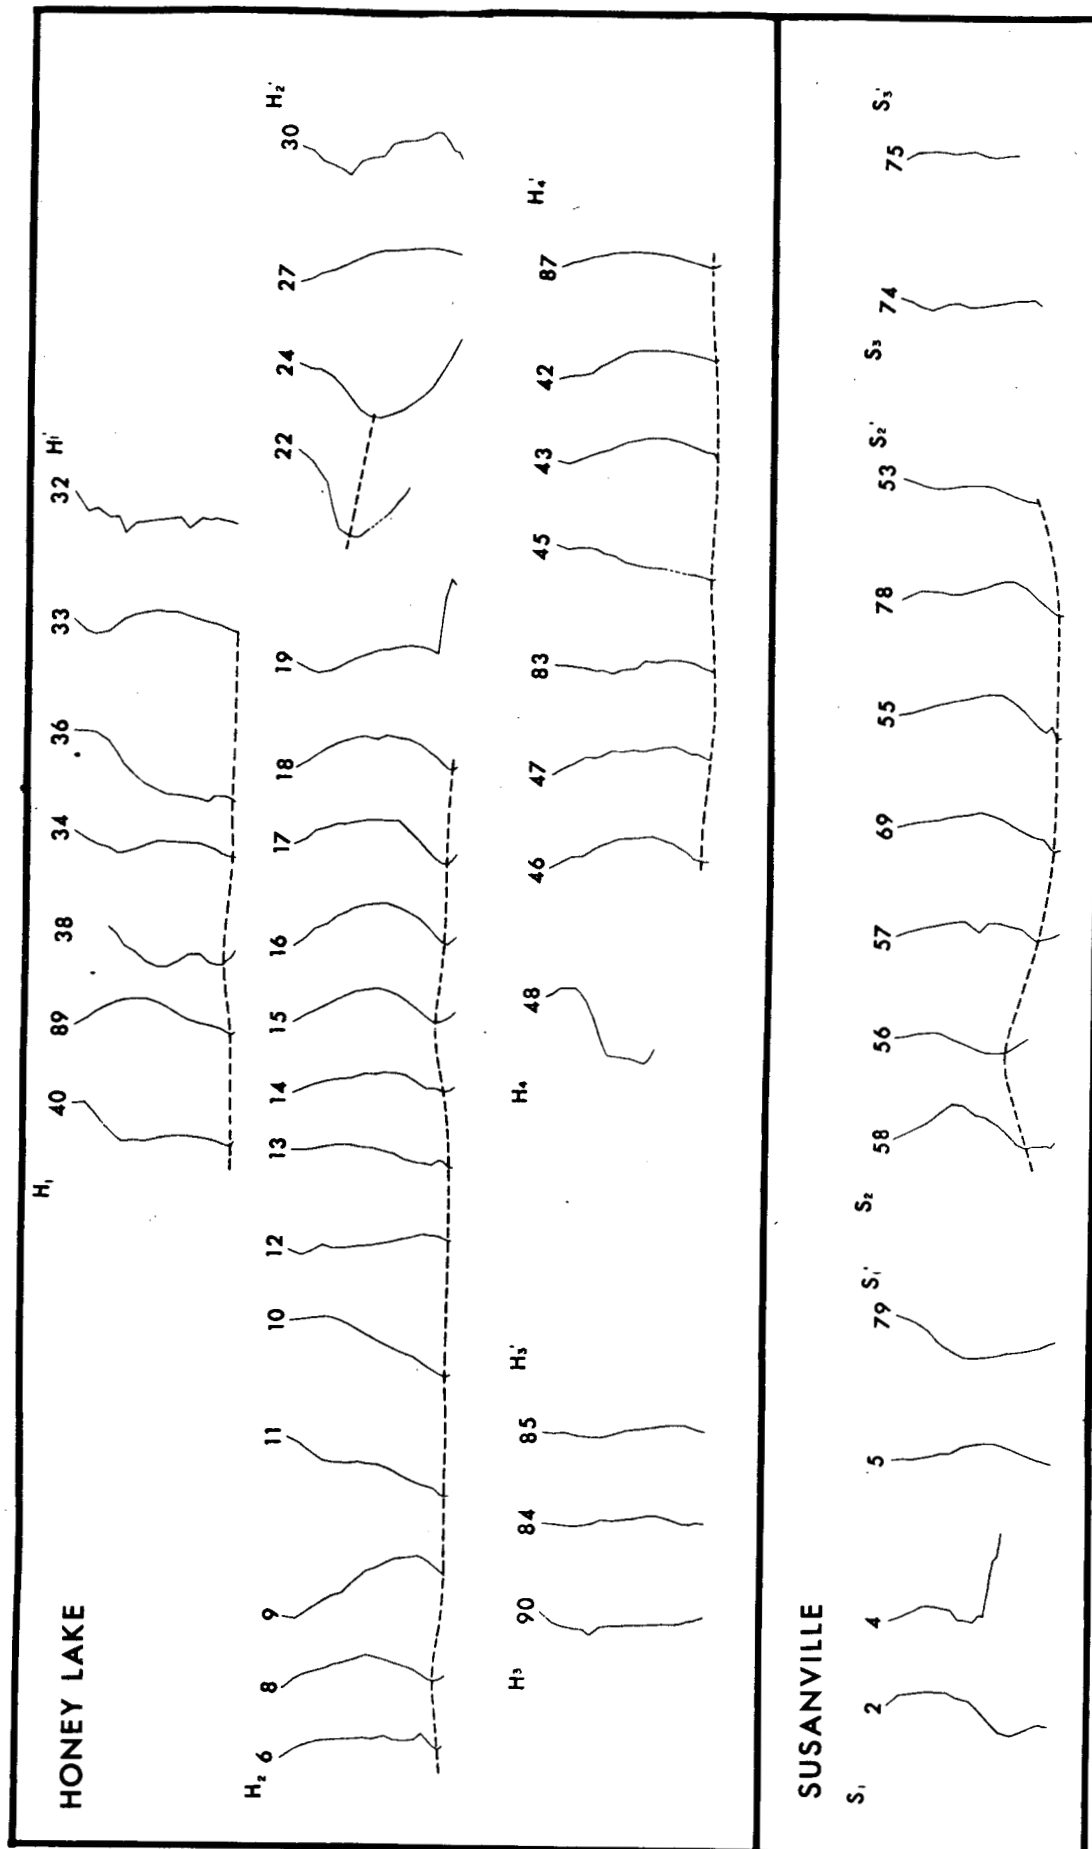 HONEY LAKE
H₁ 40 89 38 34 36 33 32 H₁'
H₂ 6 8 9 11 10 12 13 14 15 16 17 18 19 22 24 27 30 H₂'
H₃ 90 84 85 H₃' H₄ 48 46 47 83 45 43 42 87 H₄'
SUSANVILLE
S₁ 2 4 5 79 S₁' S₂ 58 56 57 69 55 78 53 S₂' S₃ 74 75 S₃'